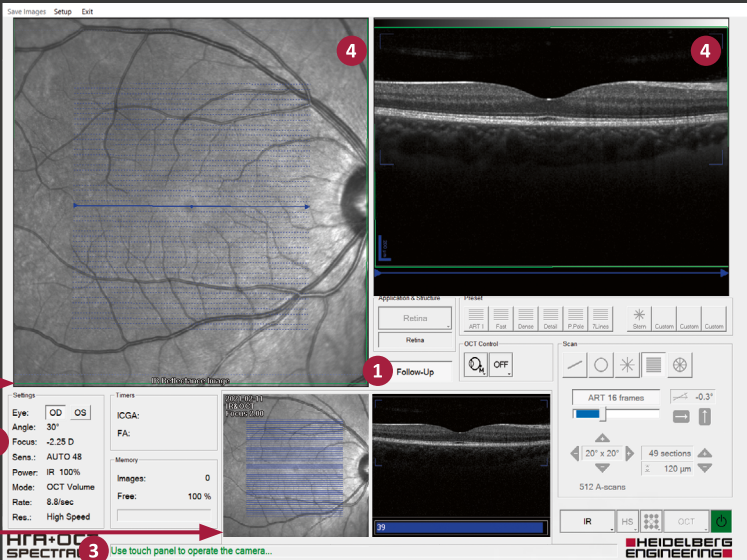 Save Images Setup Exit
4
4
IR Reflectance Image
Application & Structure
Retina
Retina
1
Follow-Up
Preset
ART 1 Fast Dense Detail P.Pole 7Lines Stem Custom Custom Custom
OCT Control
M OFF
Scan
ART 16 frames -0.3°
20° x 20° 49 sections
120 µm
512 A-scans
IR HS OCT
Settings
Eye: OD OS
Angle: 30°
Focus: -2.25 D
Sens.: AUTO 48
Power: IR 100%
Mode: OCT Volume
Rate: 8.8/sec
Res.: High Speed
Timers
ICGA:
FA:
Memory
Images: 0
Free: 100 %
IR&OCT
39
HRA+OCT
SPECTRAL
3
Use touch panel to operate the camera...
HEIDELBERG
ENGINEERING